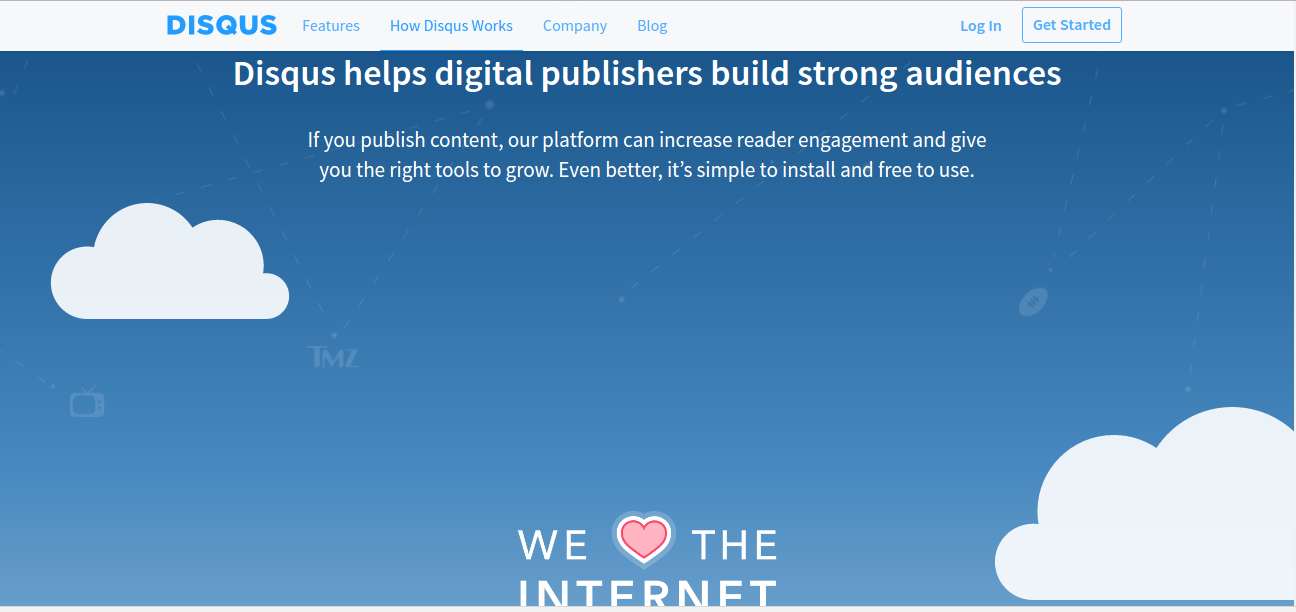 DISQUS Features How Disqus Works Company Blog Log In Get Started
Disqus helps digital publishers build strong audiences
If you publish content, our platform can increase reader engagement and give
you the right tools to grow. Even better, it’s simple to install and free to use.
TMZ
WE THE
INTERNET